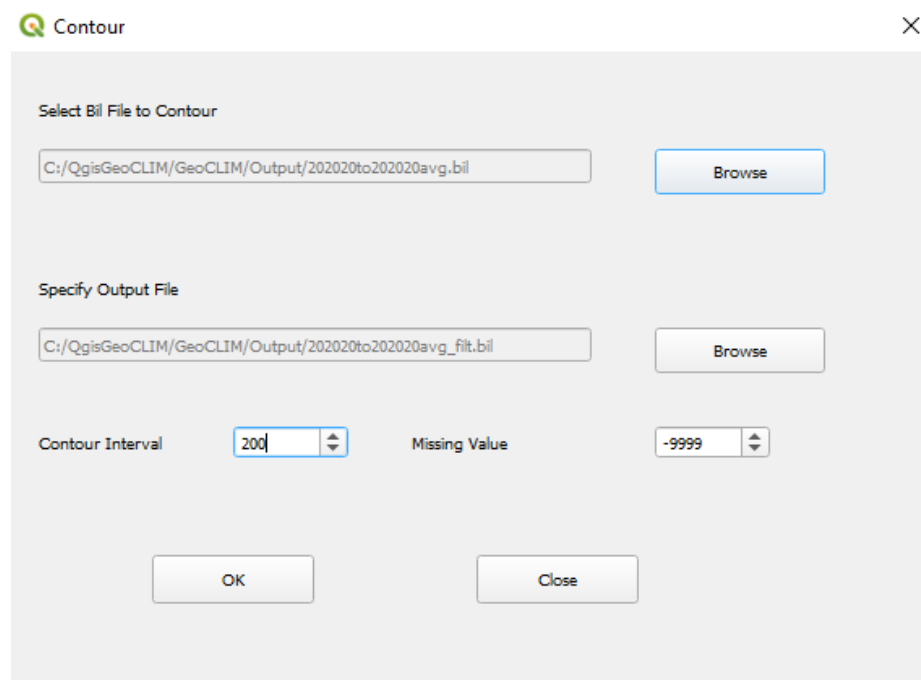 Contour
Select Bil File to Contour
C:/QgisGeoCLIM/GeoCLIM/Output/202020to202020avg.bil
Browse
Specify Output File
C:/QgisGeoCLIM/GeoCLIM/Output/202020to202020avg_filt.bil
Browse
Contour Interval 200 Missing Value -9999
OK Close